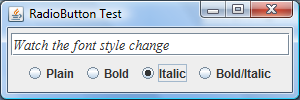 RadioButton Test
Watch the font style change
Plain Bold Italic Bold/Italic